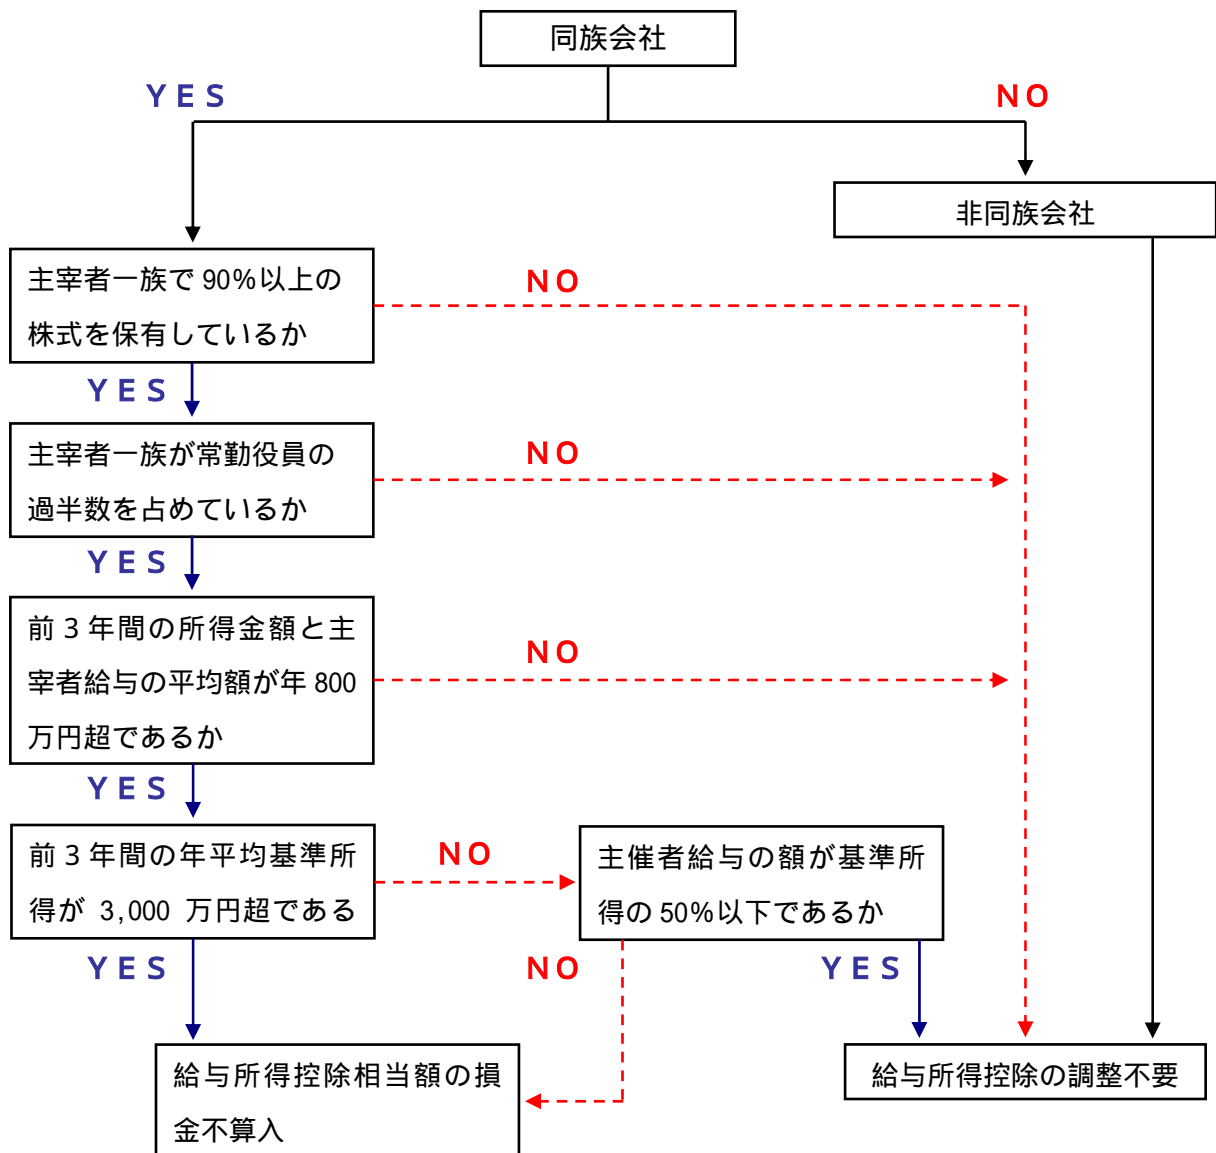 同族会社
ＹＥＳ
ＮＯ
非同族会社
主宰者一族で 90％以上の
株式を保有しているか
ＮＯ
ＹＥＳ
主宰者一族が常勤役員の
過半数を占めているか
ＮＯ
ＹＥＳ
前３年間の所得金額と主
宰者給与の平均額が年 800
万円超であるか
ＮＯ
ＹＥＳ
前３年間の年平均基準所
得が 3,000 万円超である
ＮＯ
主催者給与の額が基準所
得の 50％以下であるか
ＹＥＳ
ＮＯ
ＹＥＳ
給与所得控除相当額の損
金不算入
給与所得控除の調整不要